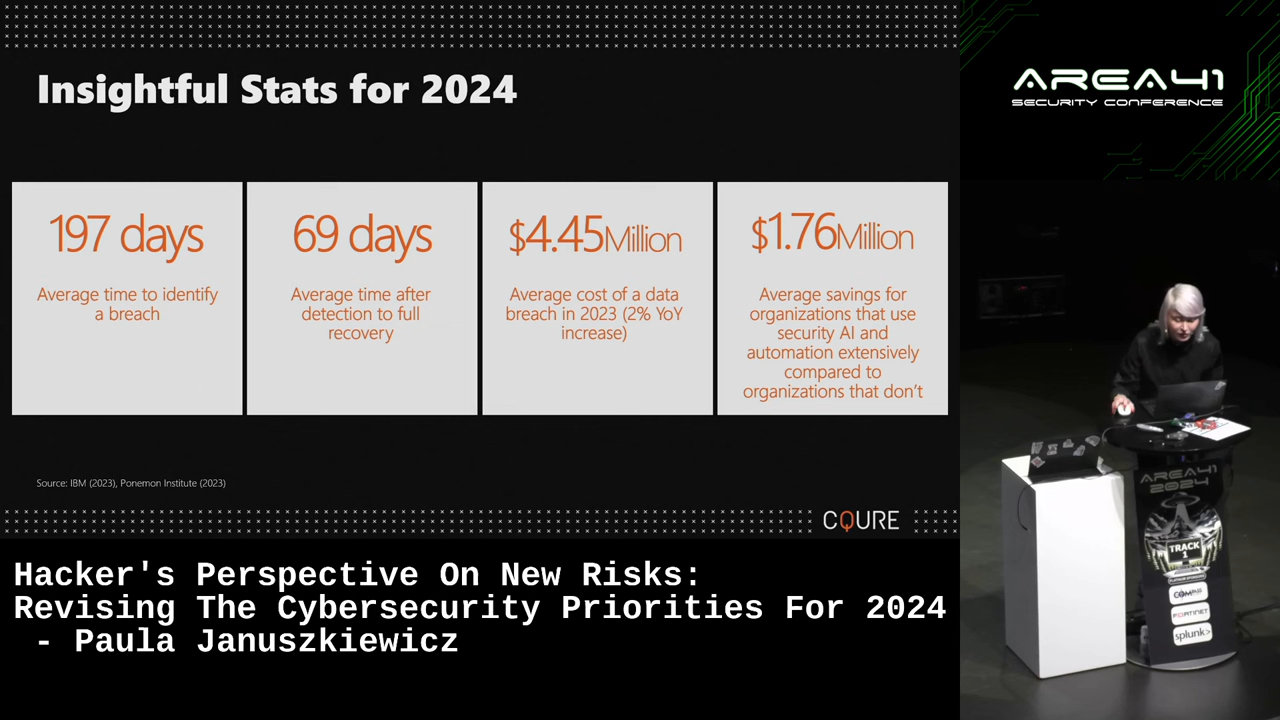 Insightful Stats for 2024
197 days
Average time to identify
a breach
69 days
Average time after
detection to full
recovery
$4.45Million
Average cost of a data
breach in 2023 (2% YoY
increase)
$1.76Million
Average savings for
organizations that use
security AI and
automation extensively
compared to
organizations that don't
Source: IBM (2023), Ponemon Institute (2023)
CQURE
AREA41
SECURITY CONFERENCE
AREA41
2024
TRACK
1
FORTINET
splunk>
Hacker's Perspective On New Risks:
Revising The Cybersecurity Priorities For 2024
- Paula Januszkiewicz